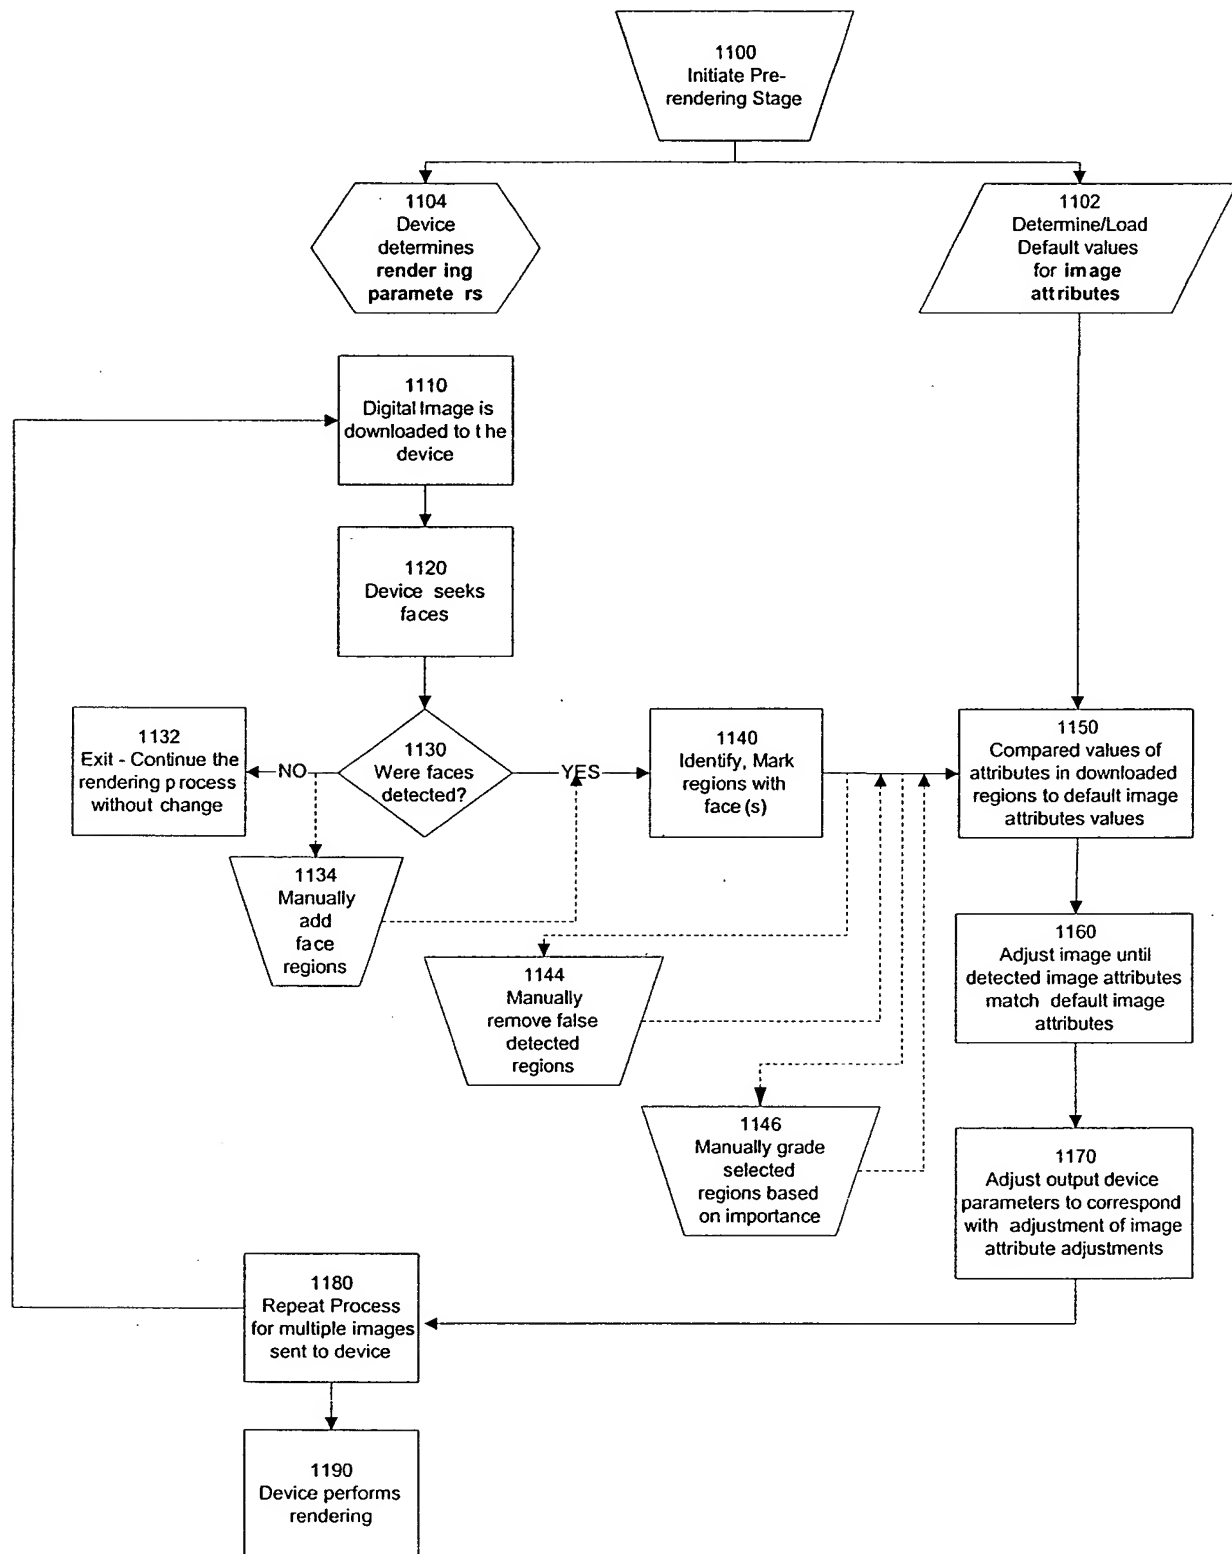 1100
Initiate Pre-
rendering Stage
1104
Device
determines
render ing
paramete rs
1102
Determine/Load
Default values
for image
attributes
1110
Digital Image is
downloaded to t he
device
1120
Device seeks
faces
1132
Exit - Continue the
rendering process
without change
NO
1130
Were faces
detected?
YES
1140
Identify, Mark
regions with
face (s)
1150
Compared values of
attributes in downloaded
regions to default image
attributes values
1134
Manually
add
face
regions
1144
Manually
remove false
detected
regions
1160
Adjust image until
detected image attributes
match default image
attributes
1146
Manually grade
selected
regions based
on importance
1170
Adjust output device
parameters to correspond
with adjustment of image
attribute adjustments
1180
Repeat Process
for multiple images
sent to device
1190
Device performs
rendering